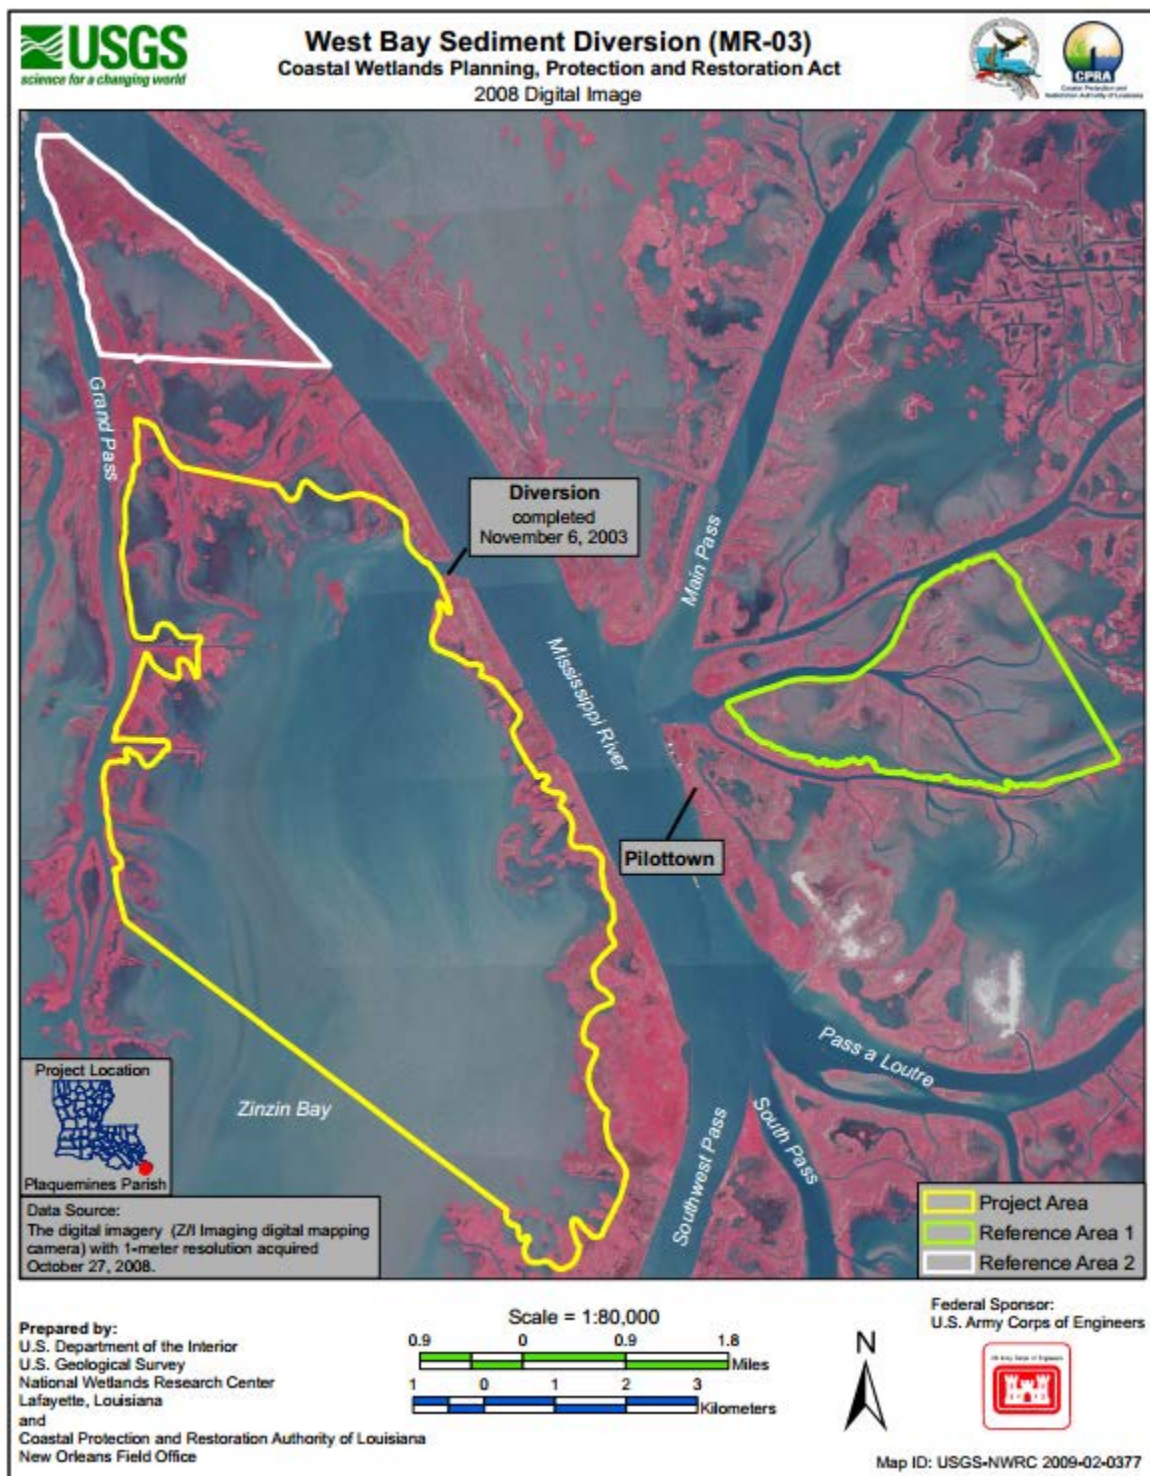 USGS
science for a changing world
West Bay Sediment Diversion (MR-03)
Coastal Wetlands Planning, Protection and Restoration Act
2008 Digital Image
CPRA
Grand Pass
Diversion
completed
November 6, 2003
Main Pass
Mississippi River
Pilottown
Pass a Loutre
South Pass
Southwest Pass
Zinzin Bay
Project Location
Plaquemines Parish
Data Source:
The digital imagery (Z/I Imaging digital mapping
camera) with 1-meter resolution acquired
October 27, 2008.
Project Area
Reference Area 1
Reference Area 2
Prepared by:
U.S. Department of the Interior
U.S. Geological Survey
National Wetlands Research Center
Lafayette, Louisiana
and
Coastal Protection and Restoration Authority of Louisiana
New Orleans Field Office
Scale = 1:80,000
0.9 0 0.9 1.8
Miles
1 0 1 2 3
Kilometers
N
Federal Sponsor:
U.S. Army Corps of Engineers
Map ID: USGS-NWRC 2009-02-0377